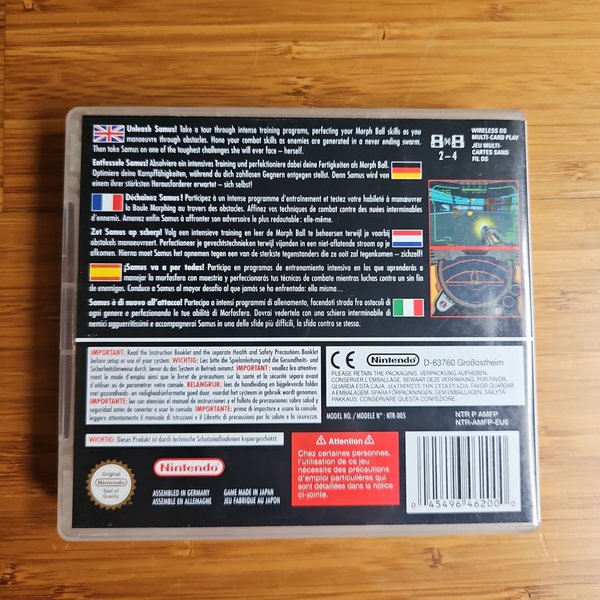 Unleash Samus! Take a tour through intense training programs, perfecting your Morph Ball skills as you
manoeuvre through obstacles. Hone your combat skills as enemies are generated in a never ending swarm.
Then take Samus on one of the toughest challenges she will ever face – herself.
Entfessele Samus! Absolviere ein intensives Training und perfektioniere dabei deine Fertigkeiten als Morph Ball.
Optimiere deine Kampffähigkeiten, während du dich zahllosen Gegnern entgegen stellst. Denn Samus wird von
einem ihrer stärksten Herausforderer erwartet – sich selbst!
Déchaînez Samus ! Participez à un intense programme d'entraînement et testez votre habileté à manœuvrer
la Boule Morphing au travers des obstacles. Affinez vos techniques de combat contre des nuées interminables
d'ennemis. Amenez enfin Samus à affronter son adversaire le plus redoutable: elle-même.
Zet Samus op scherp! Volg een intensieve training en leer de Morph Ball te beheersen terwijl je voorbij
obstakels manoeuvreert. Perfectioneer je gevechtstechnieken terwijl vijanden in een niet-aflatende stroom op je
afkomen. Hierna moet Samus het opnemen tegen een van de sterkste tegenstanders die ze ooit zal tegenkomen – zichzelf!
¡Samus va a por todas! Participa en programas de entrenamiento intensivo en los que aprenderás a
manejar la morfosfera con maestría y perfeccionarás tus técnicas de combate mientras luchas contra un sin fin
de enemigos. Conduce a Samus al mayor desafío al que jamás se ha enfrentado: ella misma...
Samus è di nuovo all'attacco! Partecipa a intensi programmi di allenamento, facendoti strada fra ostacoli di
ogni genere e perfezionando le tue abilità di Morfosfera. Dovrai vedertela con una schiera interminabile di
nemici agguerritissimi e accompagnerai Samus in una delle sfide più difficili, la sfida contro se stessa.
2-4
WIRELESS DS
MULTI-CARD PLAY
JEU MULTI-
CARTES SANS
FIL DS
IMPORTANT: Read the Instruction Booklet and the separate Health and Safety Precautions Booklet
before setup or use of your system. WICHTIG: Lies bitte die Spielanleitung und die Gesundheits- und
Sicherheitshinweise durch, bevor du das System in Betrieb nimmst. IMPORTANT: veuillez lire attentive-
ment le mode d'emploi et le livret de précautions sur la santé et la sécurité séparé avant
d'utiliser ou de paramétrer votre console. BELANGRIJK: lees de handleiding en bijgeleverde folder
met gezondheids- en veiligheidsinformatie goed door, voordat je het systeem gebruikt.
IMPORTANTE: lee antes el manual de instrucciones y el folleto de precauciones sobre salud y
seguridad antes de conectar o usar la consola. IMPORTANTE: prima di impostare o usare la console
leggere attentamente il manuale di istruzioni e il Libretto di precauzioni per la salute e la sicurezza.
WICHTIG: Dieses Produkt ist durch technische Schutzmaßnahmen kopiergeschützt.
CE Nintendo D-63760 Großostheim
PLEASE RETAIN THE PACKAGING. VERPACKUNG AUFHEBEN.
CONSERVER L'EMBALLAGE. BEWAAR DEZE VERPAKKING. POR FAVOR,
GUARDA ESTA CAJA. ΔΙΑΤΗΡΗΣΤΕ ΤΗ ΣΥΣΚΕΥΑΣΙΑ. FAVOR GUARDAR
A EMBALAGEM. SPARA FÖRPACKNINGEN. GEM EMBALLAGEN. SÄILYTÄ
PAKKAUS. CONSERVARE QUESTA CONFEZIONE.
MODEL NO. / MODÈLE N° : NTR-005
NTR P AMFP
NTR-AMFP-EU6
Original
Nintendo
Seal of
Quality
Nintendo
ASSEMBLED IN GERMANY
ASSEMBLÉ EN ALLEMAGNE
GAME MADE IN JAPAN
JEU FABRIQUÉ AU JAPON
Attention
Chez certaines personnes,
l'utilisation de ce jeu
nécessite des précautions
d'emploi particulières qui
sont détaillées dans la notice
ci-jointe.
0 45496 46200 0